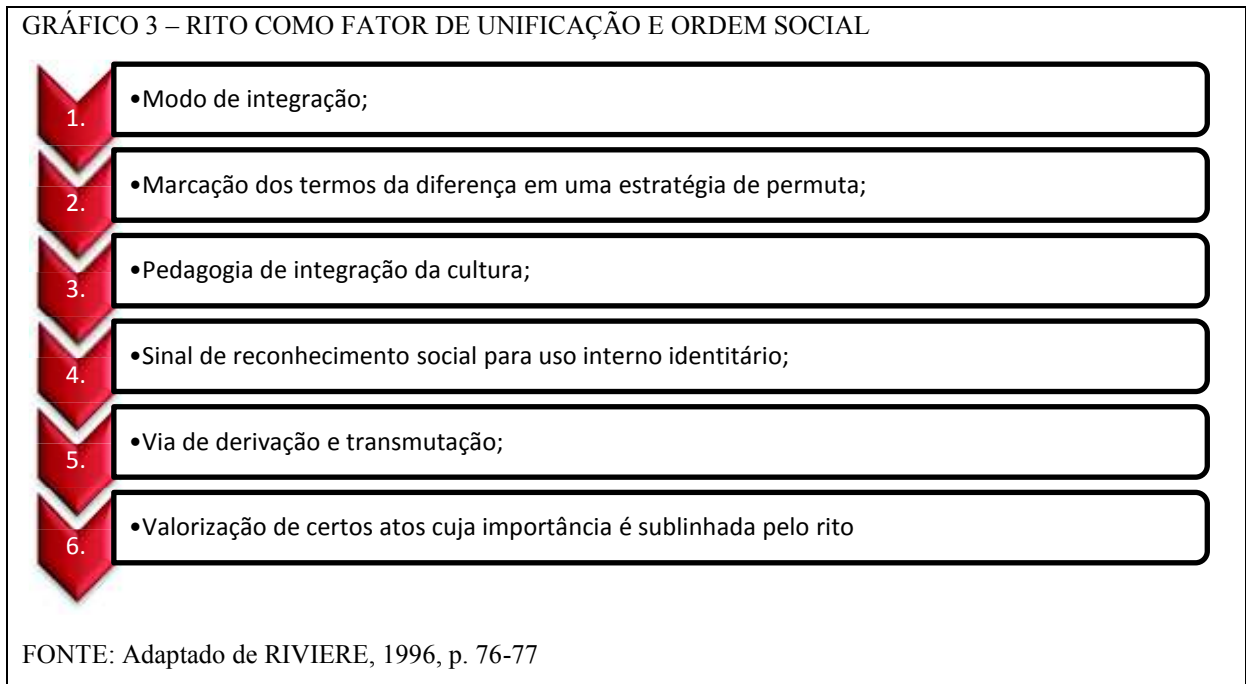 GRÁFICO 3 – RITO COMO FATOR DE UNIFICAÇÃO E ORDEM SOCIAL
1. •Modo de integração;
2. •Marcação dos termos da diferença em uma estratégia de permuta;
3. •Pedagogia de integração da cultura;
4. •Sinal de reconhecimento social para uso interno identitário;
5. •Via de derivação e transmutação;
6. •Valorização de certos atos cuja importância é sublinhada pelo rito
FONTE: Adaptado de RIVIERE, 1996, p. 76-77